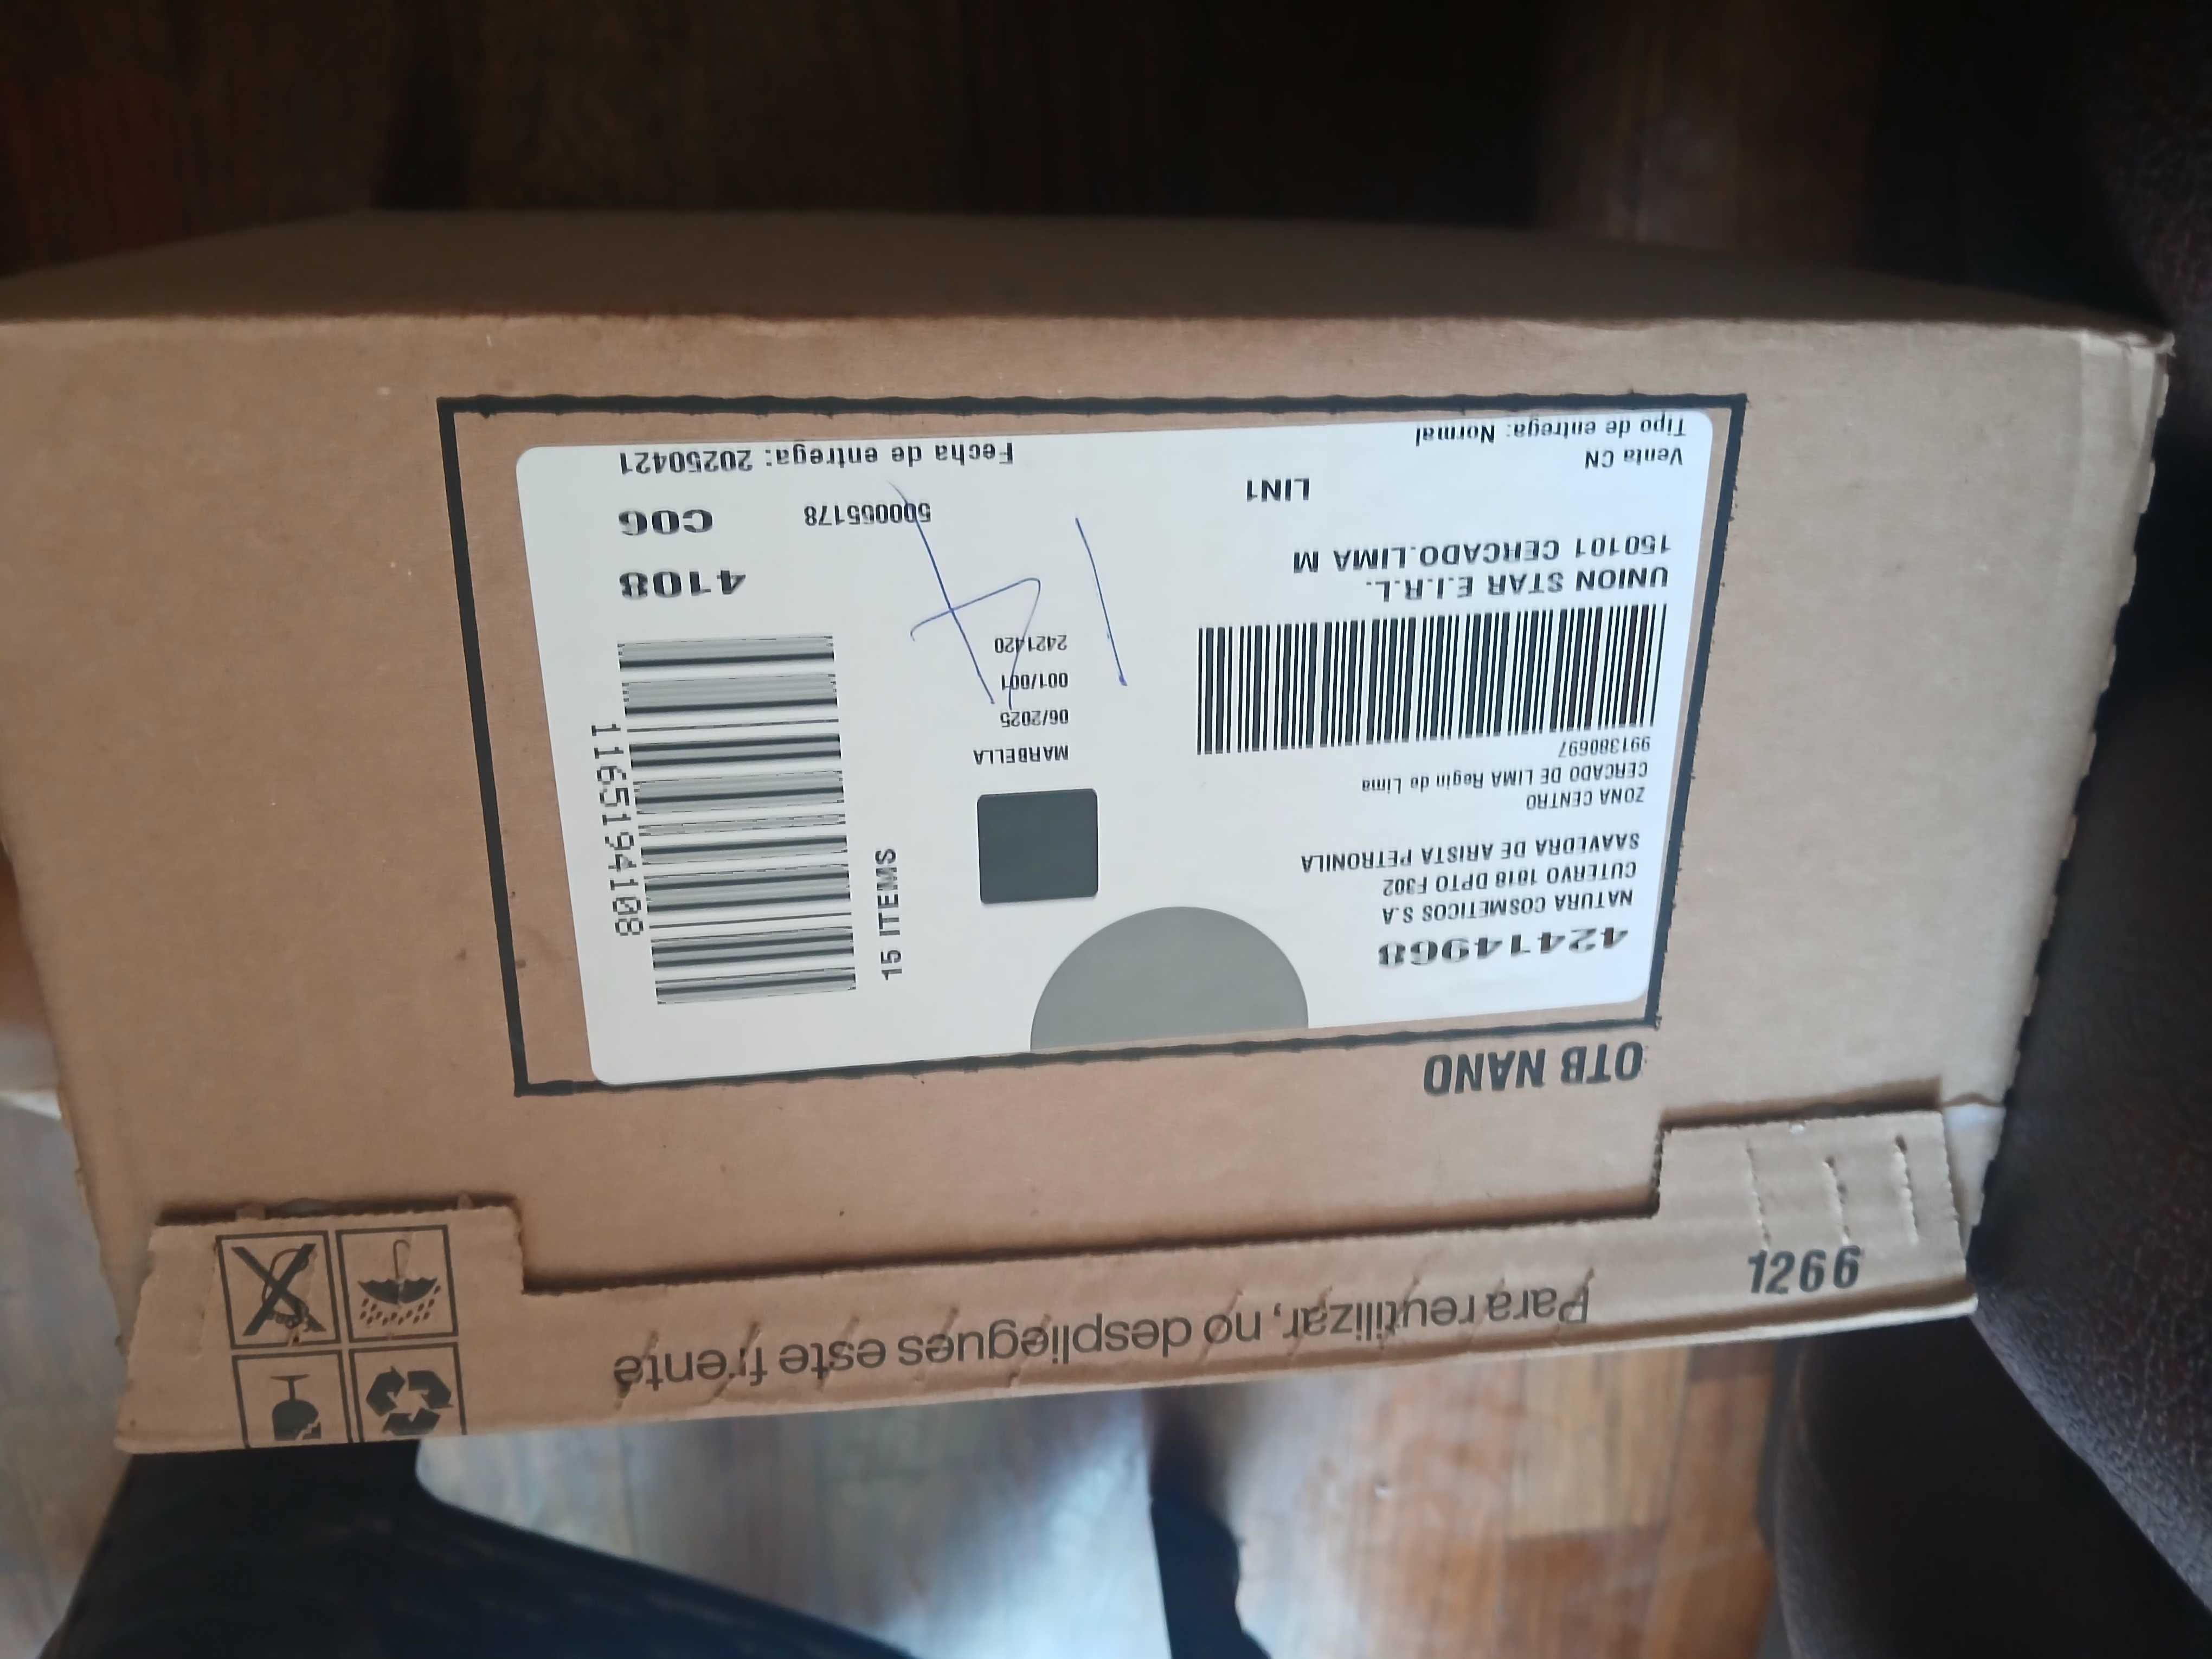 1266
Para reutilizar, no despliegues este frente
OTB NANO
42414968
NATURA COSMETICOS S.A
CUTERVO 1818 DPTO F302
SAAVEDRA DE ARISTA PETRONILA
ZONA CENTRO
CERCADO DE LIMA Regin de Lima
991380697
UNION STAR E.I.R.L.
150101 CERCADO.LIMA M
LIN1
Venta CN
Tipo de entrega: Normal
MARBELLA
06/2025
001/001
2421420
15 ITEMS
1165194108
4108
500055178
C06
Fecha de entrega: 20250421